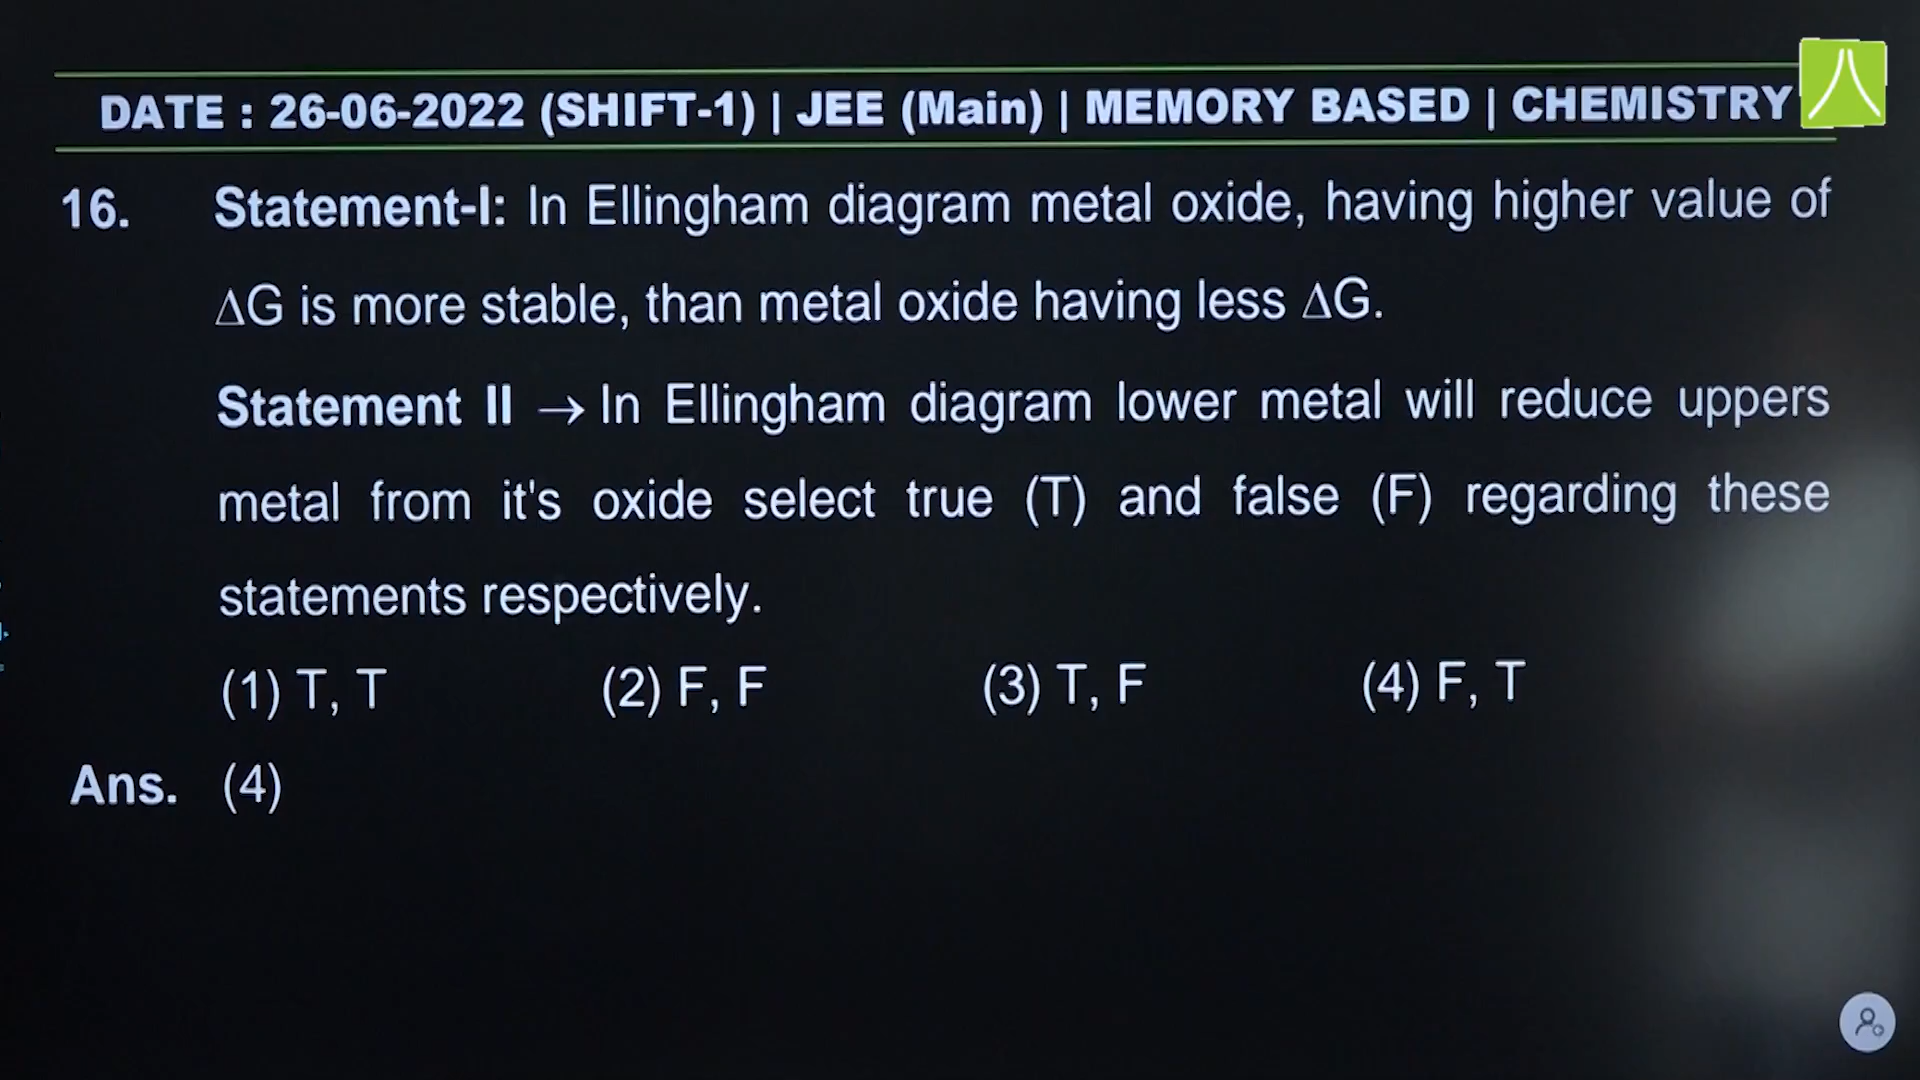 DATE : 26-06-2022 (SHIFT-1) | JEE (Main) | MEMORY BASED | CHEMISTRY
16. Statement-I: In Ellingham diagram metal oxide, having higher value of
ΔG is more stable, than metal oxide having less ΔG.
Statement II → In Ellingham diagram lower metal will reduce uppers
metal from it's oxide select true (T) and false (F) regarding these
statements respectively.
(1) T, T (2) F, F (3) T, F (4) F, T
Ans. (4)